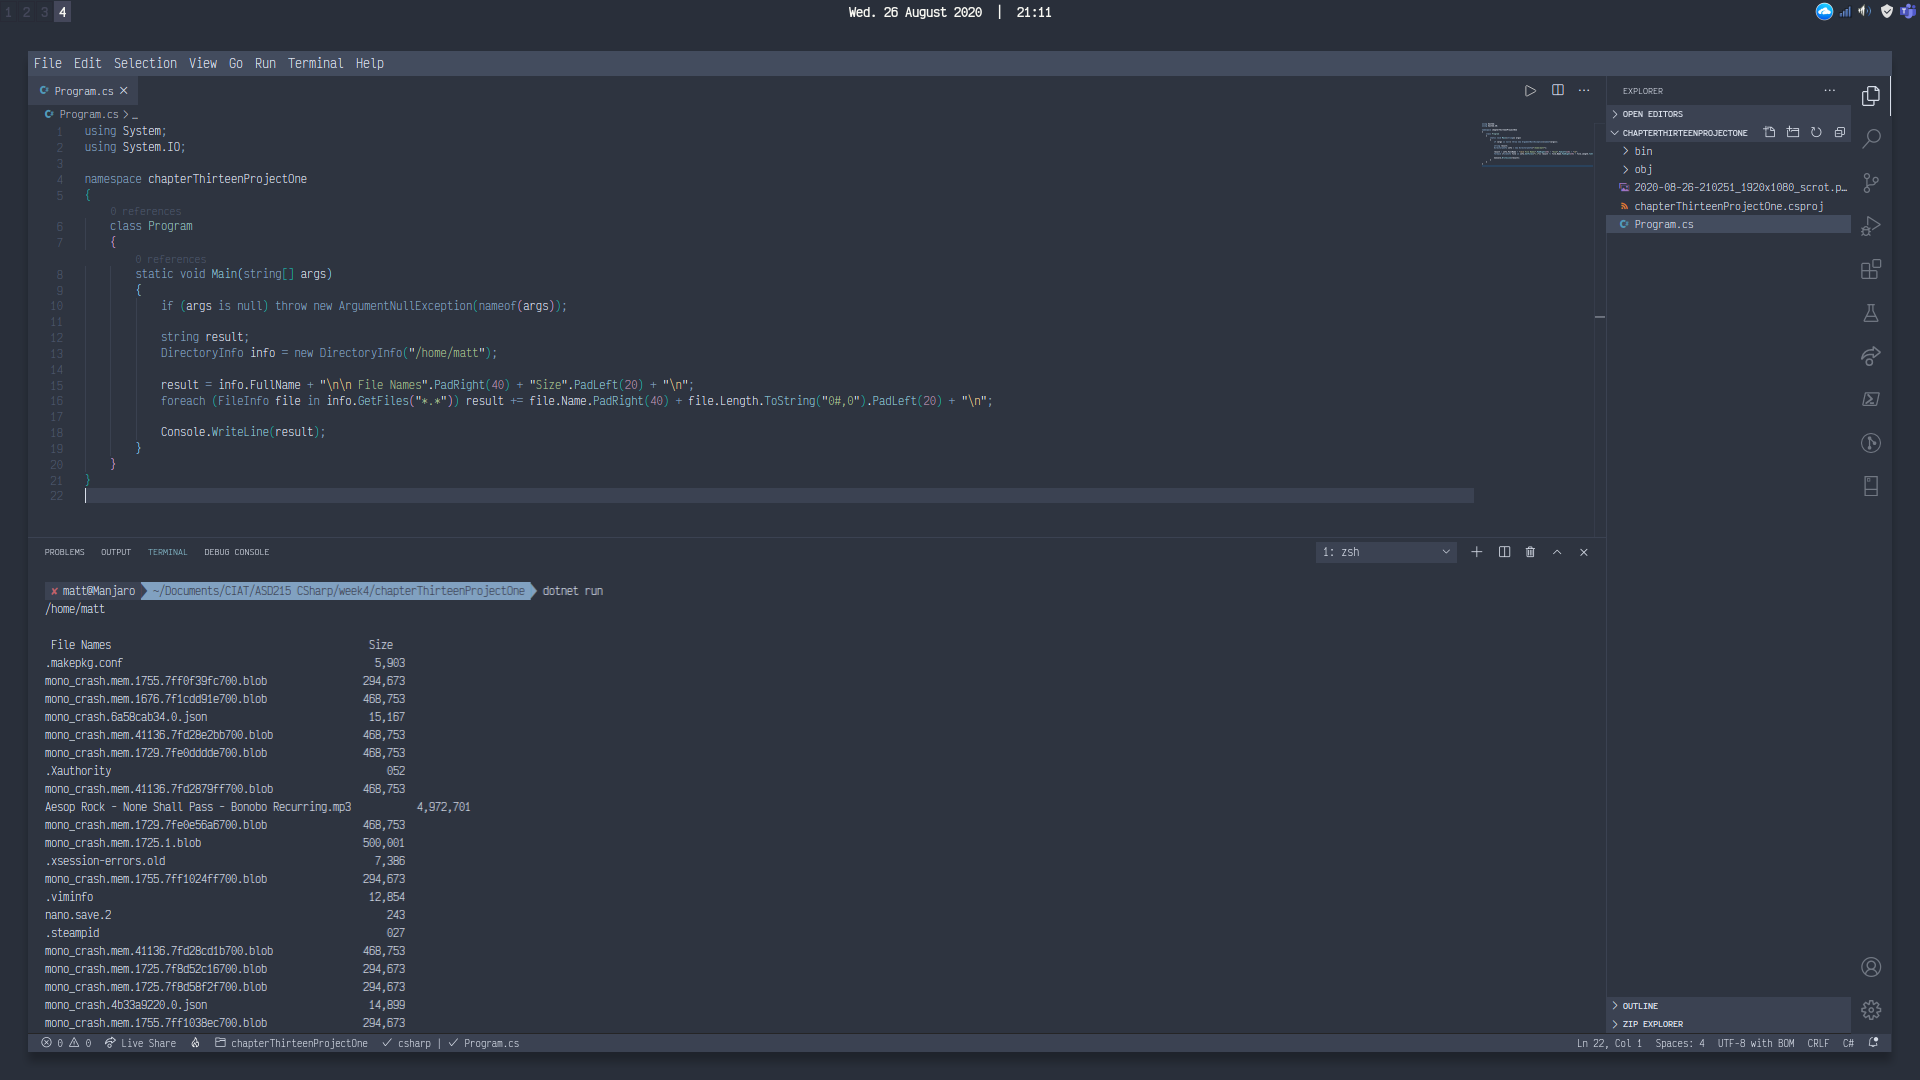 1 2 3 4
Wed. 26 August 2020 | 21:11
File Edit Selection View Go Run Terminal Help
Program.cs
Program.cs > _
1 using System;
2 using System.IO;
3
4 namespace chapterThirteenProjectOne
5 {
0 references
6 class Program
7 {
0 references
8 static void Main(string[] args)
9 {
10 if (args is null) throw new ArgumentNullException(nameof(args));
11
12 string result;
13 DirectoryInfo info = new DirectoryInfo("/home/matt");
14
15 result = info.FullName + "\n\n File Names".PadRight(40) + "Size".PadLeft(20) + "\n";
16 foreach (FileInfo file in info.GetFiles("*.*")) result += file.Name.PadRight(40) + file.Length.ToString("0#,0").PadLeft(20) + "\n";
17
18 Console.WriteLine(result);
19 }
20 }
21 }
22
EXPLORER
OPEN EDITORS
CHAPTERTHIRTEENPROJECTONE
bin
obj
2020-08-26-210251_1920x1080_scrot.p...
chapterThirteenProjectOne.csproj
Program.cs
PROBLEMS OUTPUT TERMINAL DEBUG CONSOLE
1: zsh
✘ matt@Manjaro ~/Documents/CIAT/ASD215 CSharp/week4/chapterThirteenProjectOne dotnet run
/home/matt
File Names Size
.makepkg.conf 5,903
mono_crash.mem.1755.7ff0f39fc700.blob 294,673
mono_crash.mem.1676.7f1cdd91e700.blob 468,753
mono_crash.6a58cab34.0.json 15,167
mono_crash.mem.41136.7fd28e2bb700.blob 468,753
mono_crash.mem.1729.7fe0dddde700.blob 468,753
.Xauthority 052
mono_crash.mem.41136.7fd2879ff700.blob 468,753
Aesop Rock - None Shall Pass - Bonobo Recurring.mp3 4,972,701
mono_crash.mem.1729.7fe0e56a6700.blob 468,753
mono_crash.mem.1725.1.blob 500,001
.xsession-errors.old 7,386
mono_crash.mem.1755.7ff1024ff700.blob 294,673
.viminfo 12,854
nano.save.2 243
.steampid 027
mono_crash.mem.41136.7fd28cd1b700.blob 468,753
mono_crash.mem.1725.7f8d52c16700.blob 294,673
mono_crash.mem.1725.7f8d58f2f700.blob 294,673
mono_crash.4b33a9220.0.json 14,899
mono_crash.mem.1755.7ff1038ec700.blob 294,673
OUTLINE
ZIP EXPLORER
0 0 Live Share chapterThirteenProjectOne ✓ csharp | ✓ Program.cs
Ln 22, Col 1 Spaces: 4 UTF-8 with BOM CRLF C#